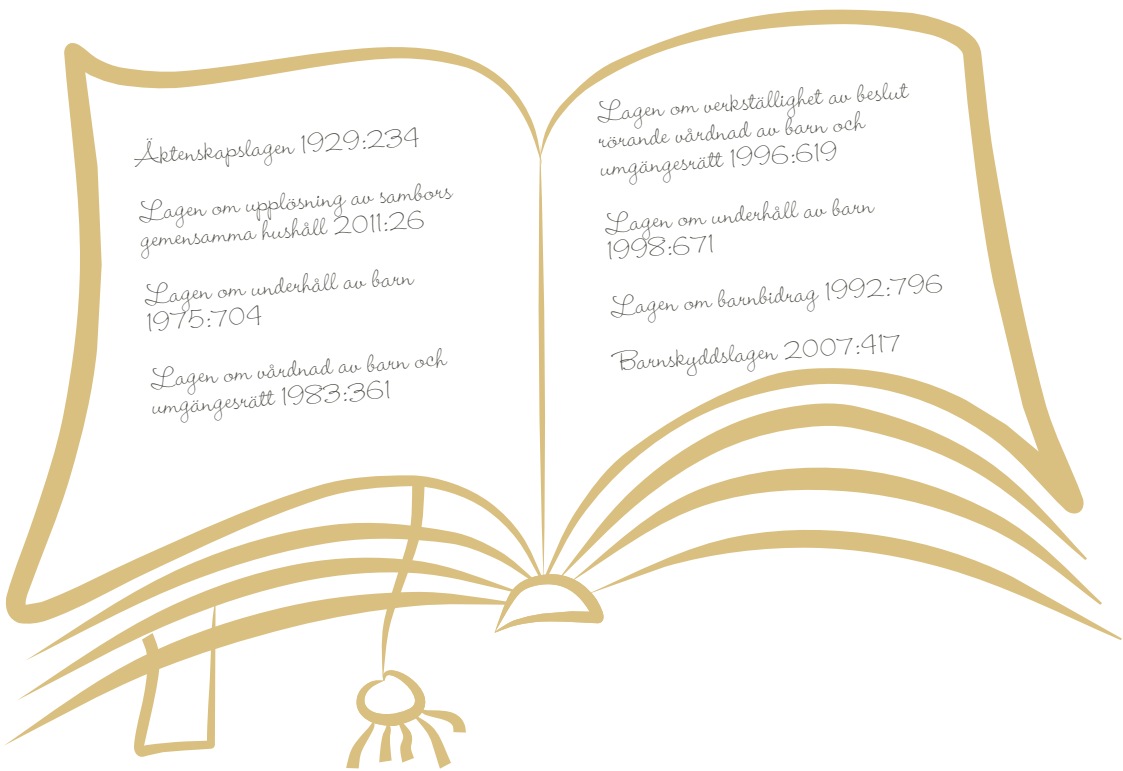 Äktenskapslagen 1929:234
Lagen om upplösning av sambors
gemensamma hushåll 2011:26
Lagen om underhåll av barn
1975:704
Lagen om vårdnad av barn och
umgängesrätt 1983:361
Lagen om verkställighet av beslut
rörande vårdnad av barn och
umgängesrätt 1996:619
Lagen om underhåll av barn
1998:671
Lagen om barnbidrag 1992:796
Barnskyddslagen 2007:417